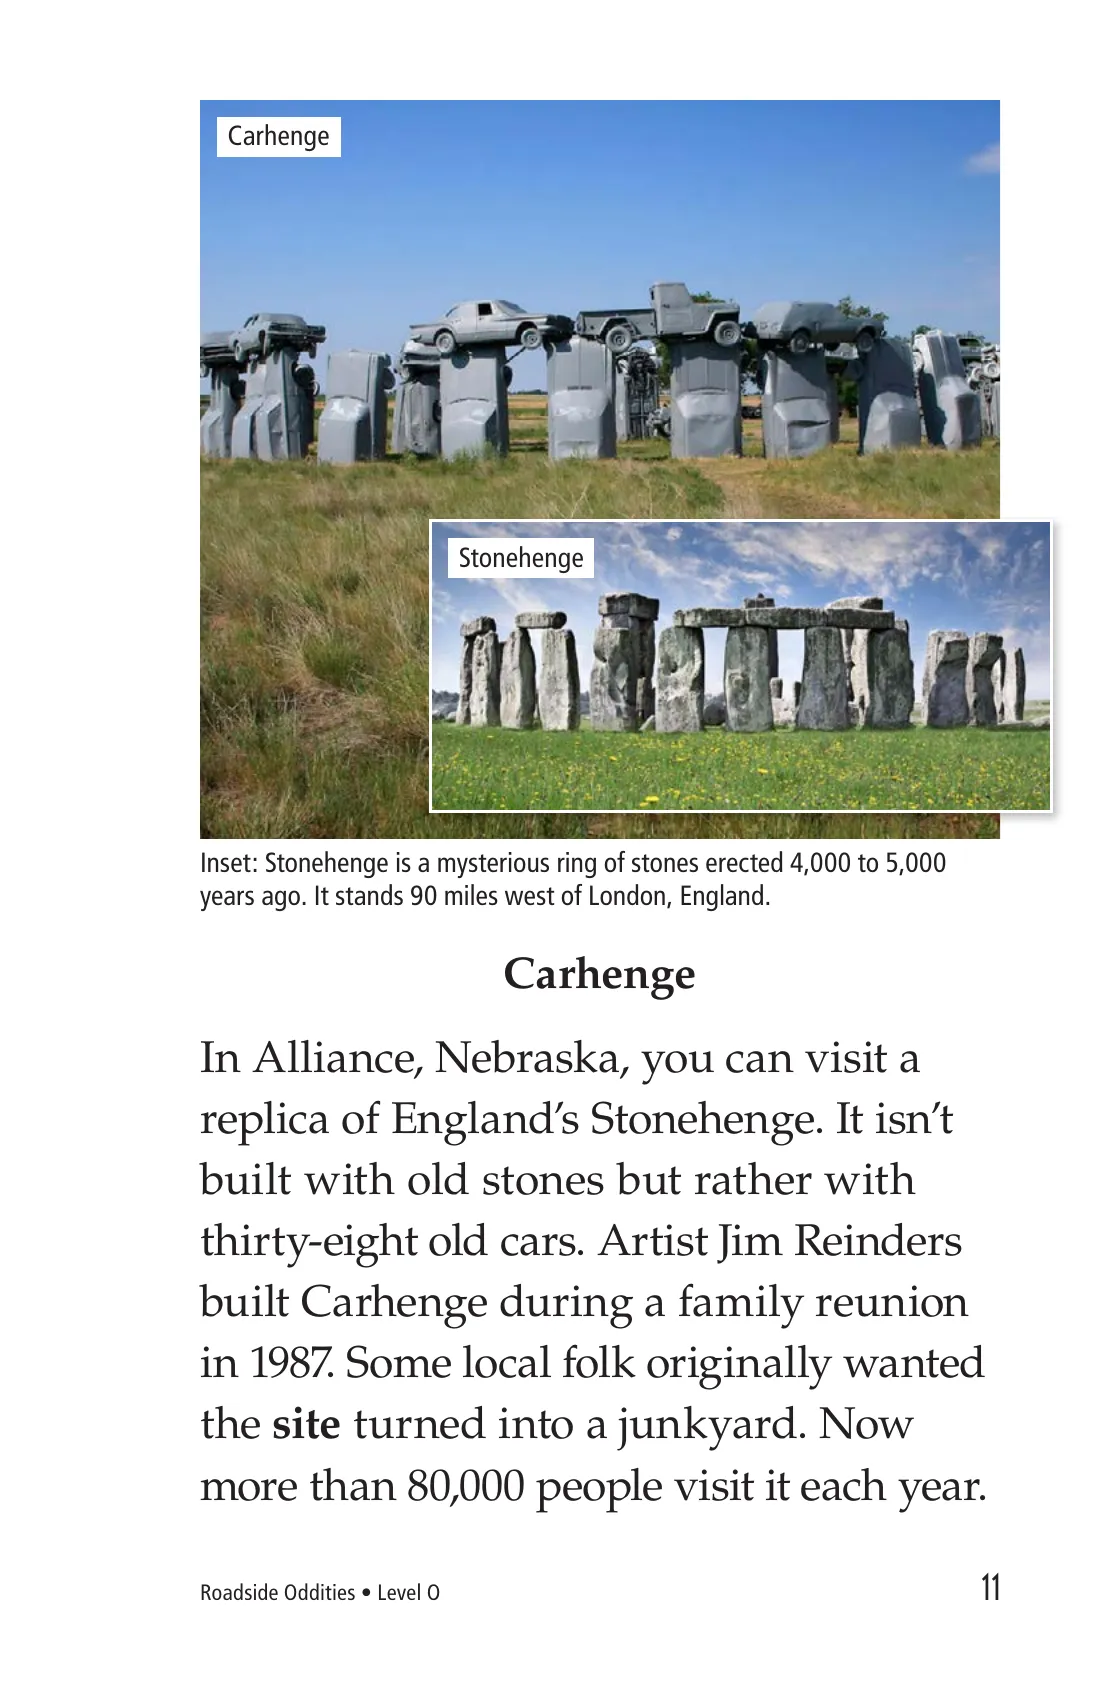 Carhenge
Stonehenge
Inset: Stonehenge is a mysterious ring of stones erected 4,000 to 5,000
years ago. It stands 90 miles west of London, England.
Carhenge
In Alliance, Nebraska, you can visit a
replica of England’s Stonehenge. It isn’t
built with old stones but rather with
thirty-eight old cars. Artist Jim Reinders
built Carhenge during a family reunion
in 1987. Some local folk originally wanted
the site turned into a junkyard. Now
more than 80,000 people visit it each year.
Roadside Oddities • Level O
11